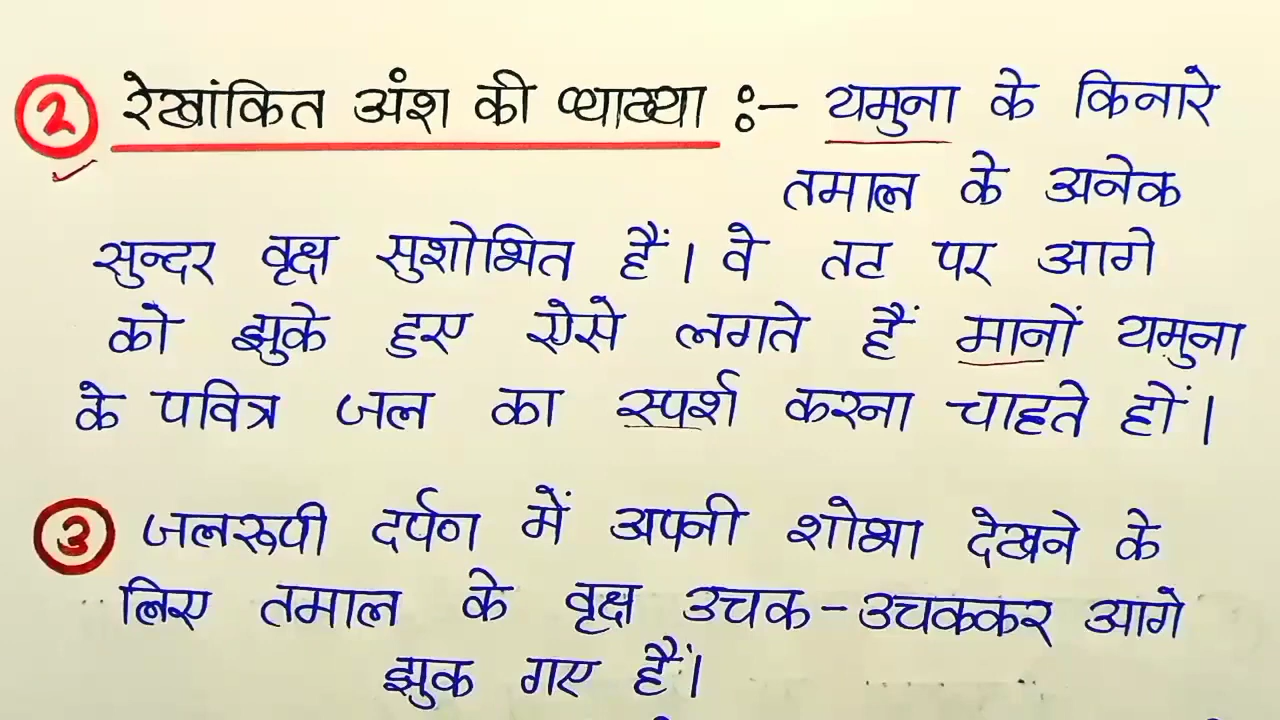 2 रेखांकित अंश की व्याख्या :- यमुना के किनारे
तमाल के अनेक
सुन्दर वृक्ष सुशोभित हैं। वे तट पर आगे
को झुके हुए ऐसे लगते हैं मानों यमुना
के पवित्र जल का स्पर्श करना चाहते हों।
3 जलरूपी दर्पण में अपनी शोभा देखने के
लिए तमाल के वृक्ष उचक-उचककर आगे
झुक गए हैं।